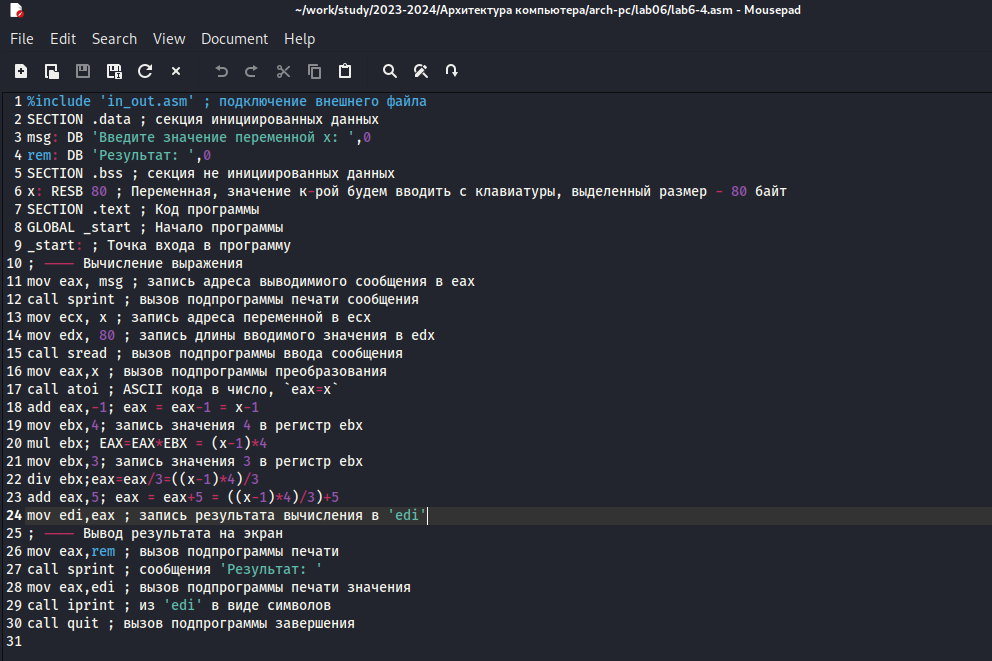 ~/work/study/2023-2024/Архитектура компьютера/arch-pc/lab06/lab6-4.asm - Mousepad
File Edit Search View Document Help
1 %include 'in_out.asm' ; подключение внешнего файла
2 SECTION .data ; секция инициированных данных
3 msg: DB 'Введите значение переменной х: ',0
4 rem: DB 'Результат: ',0
5 SECTION .bss ; секция не инициированных данных
6 x: RESB 80 ; Переменная, значение к-рой будем вводить с клавиатуры, выделенный размер - 80 байт
7 SECTION .text ; Код программы
8 GLOBAL _start ; Начало программы
9 _start: ; Точка входа в программу
10 ; —— Вычисление выражения
11 mov eax, msg ; запись адреса выводимиого сообщения в eax
12 call sprint ; вызов подпрограммы печати сообщения
13 mov ecx, x ; запись адреса переменной в ecx
14 mov edx, 80 ; запись длины вводимого значения в edx
15 call sread ; вызов подпрограммы ввода сообщения
16 mov eax,x ; вызов подпрограммы преобразования
17 call atoi ; ASCII кода в число, `eax=x`
18 add eax,-1; eax = eax-1 = x-1
19 mov ebx,4; запись значения 4 в регистр ebx
20 mul ebx; EAX=EAX*EBX = (x-1)*4
21 mov ebx,3; запись значения 3 в регистр ebx
22 div ebx;eax=eax/3=((x-1)*4)/3
23 add eax,5; eax = eax+5 = ((x-1)*4)/3)+5
24 mov edi,eax ; запись результата вычисления в 'edi'
25 ; —— Вывод результата на экран
26 mov eax,rem ; вызов подпрограммы печати
27 call sprint ; сообщения 'Результат: '
28 mov eax,edi ; вызов подпрограммы печати значения
29 call iprint ; из 'edi' в виде символов
30 call quit ; вызов подпрограммы завершения
31